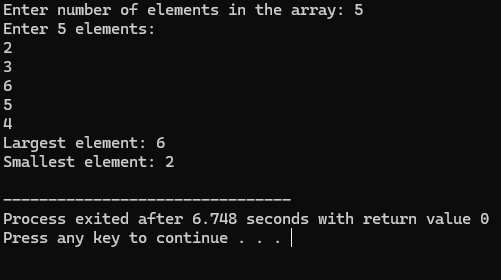 Enter number of elements in the array: 5
Enter 5 elements:
2
3
6
5
4
Largest element: 6
Smallest element: 2
--------------------------------
Process exited after 6.748 seconds with return value 0
Press any key to continue . . .